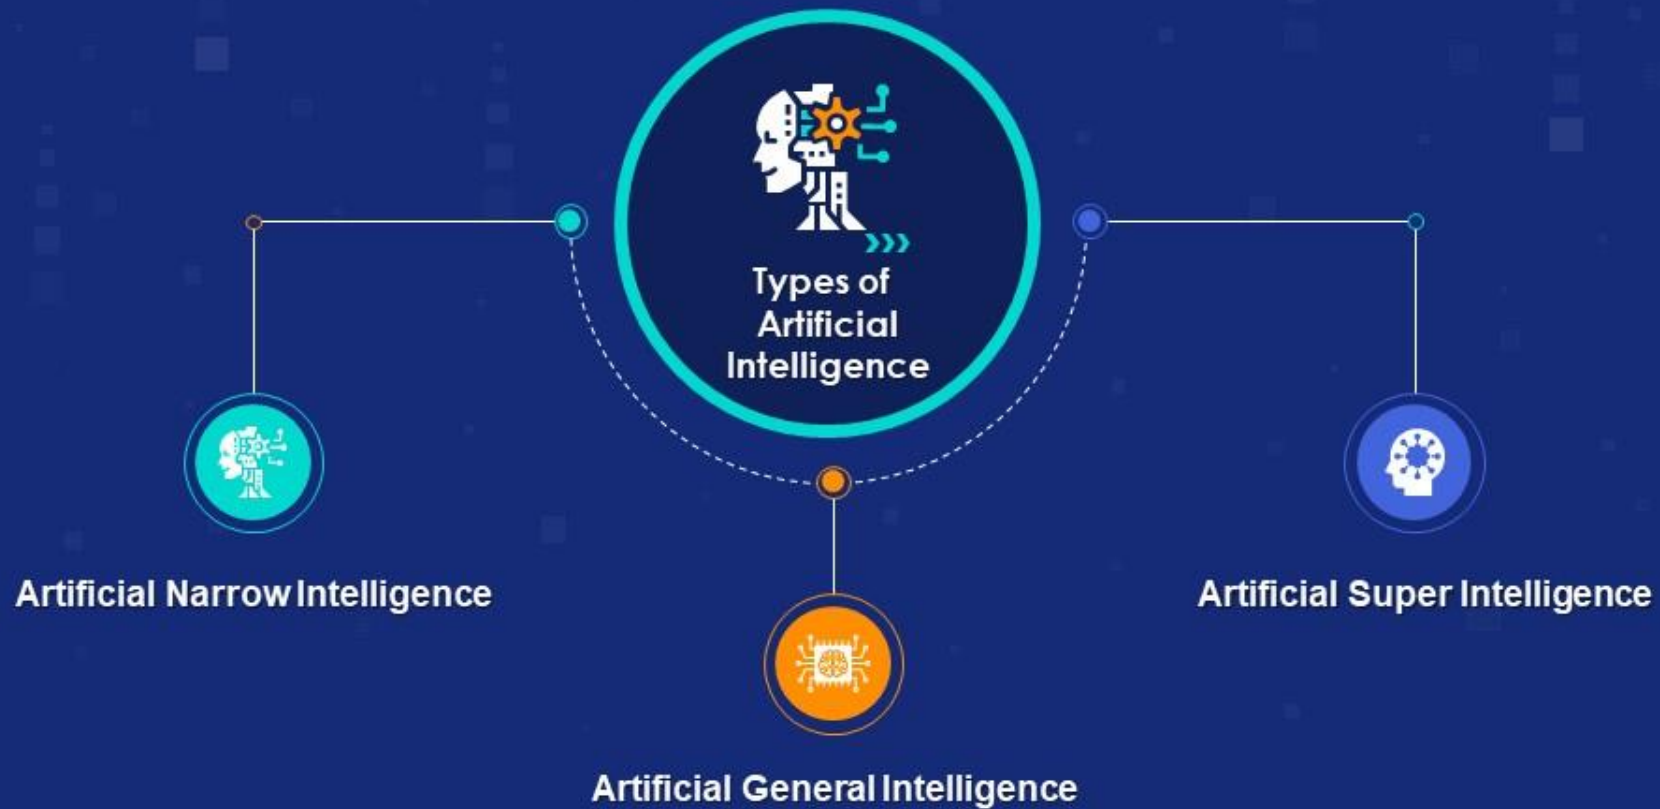 Types of
Artificial
Intelligence
Artificial Narrow Intelligence
Artificial Super Intelligence
Artificial General Intelligence